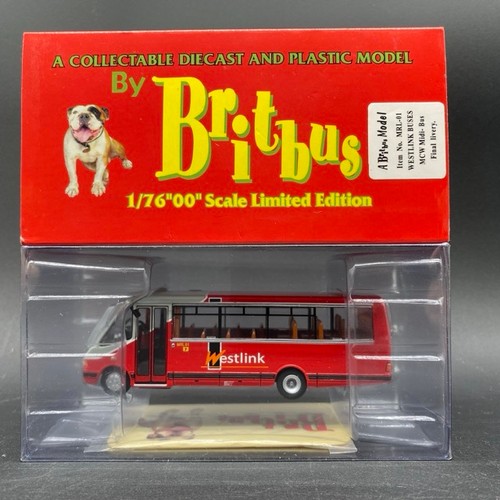 A COLLECTABLE DIECAST AND PLASTIC MODEL
By
Britbus
1/76"00" Scale Limited Edition
A Britbus Model
Item No. MRL-01
WESTLINK BUSES
MCW Midi- Bus
Final livery.
Westlink